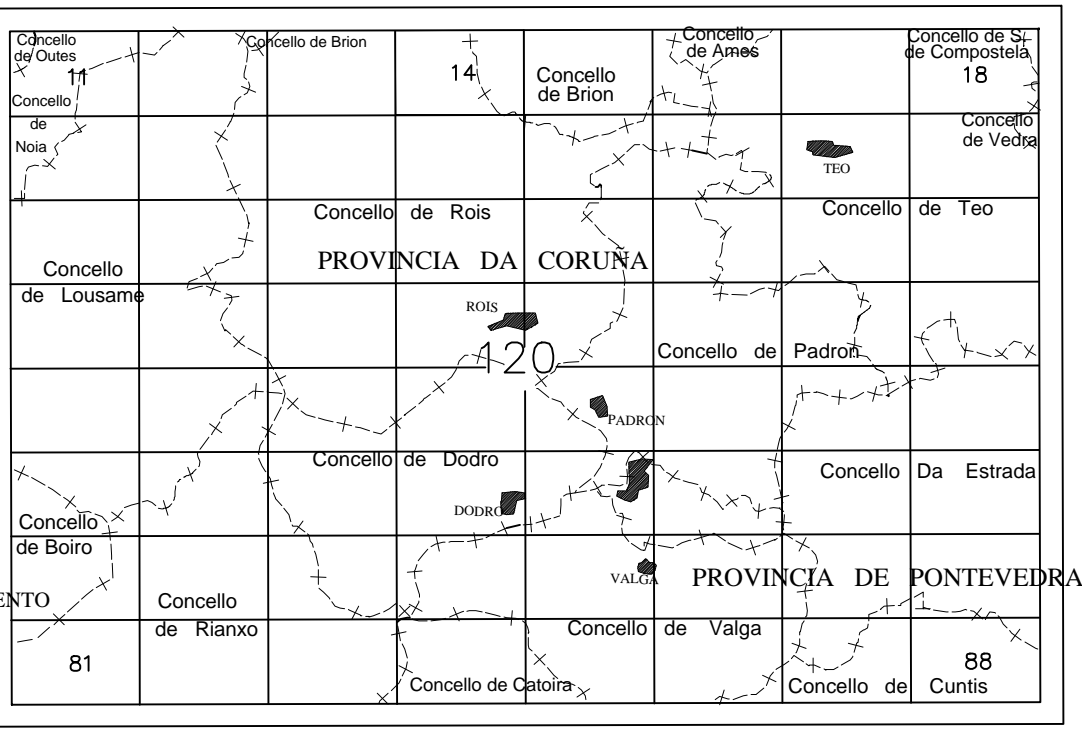 Concello
de Outes
11
Concello de Brion
14
Concello
de Brion
Concello
de Ames
Concello de S.
de Compostela
18
Concello
de
Noia
Concello
de Vedra
TEO
Concello de Rois
Concello de Teo
PROVINCIA DA CORUÑA
Concello
de Lousame
ROIS
120
Concello de Padron
PADRON
Concello de Dodro
Concello Da Estrada
DODRO
Concello
de Boiro
VALGA
PROVINCIA DE PONTEVEDRA
ENTO
Concello
de Rianxo
Concello de Valga
81
88
Concello de Catoira
Concello de Cuntis